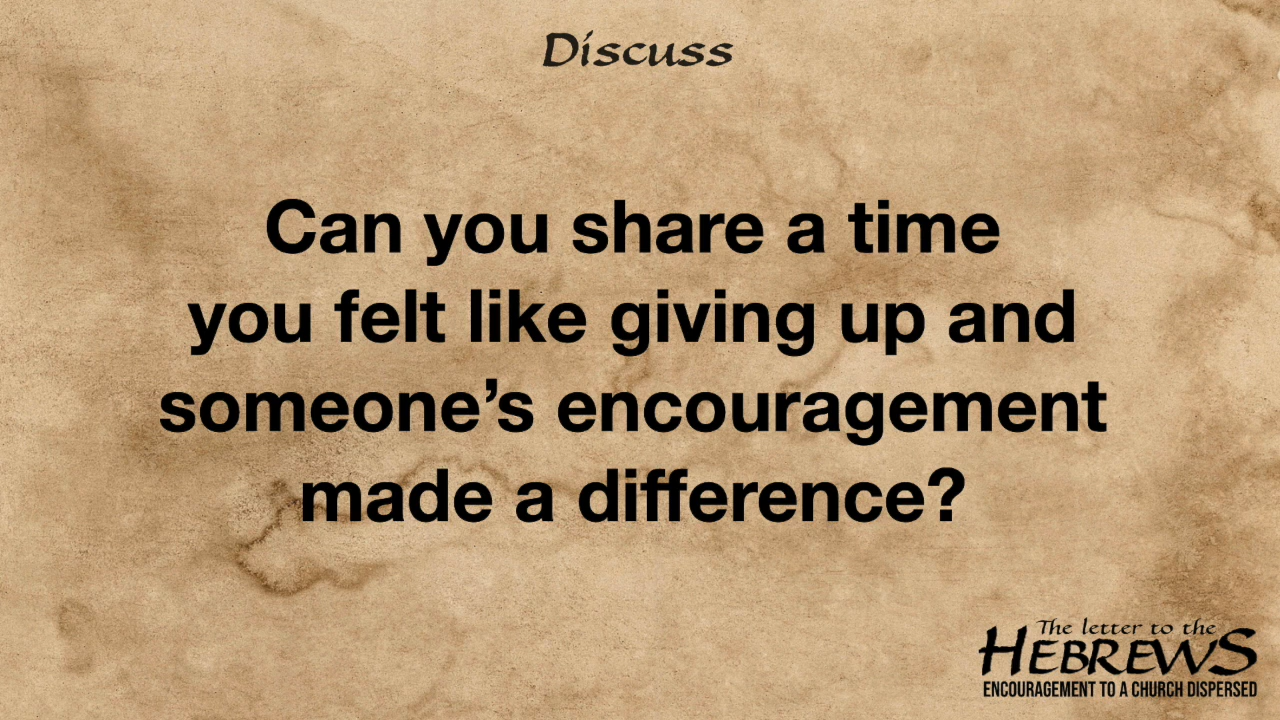 Discuss
Can you share a time
you felt like giving up and
someone’s encouragement
made a difference?
The letter to the
HEBREWS
ENCOURAGEMENT TO A CHURCH DISPERSED